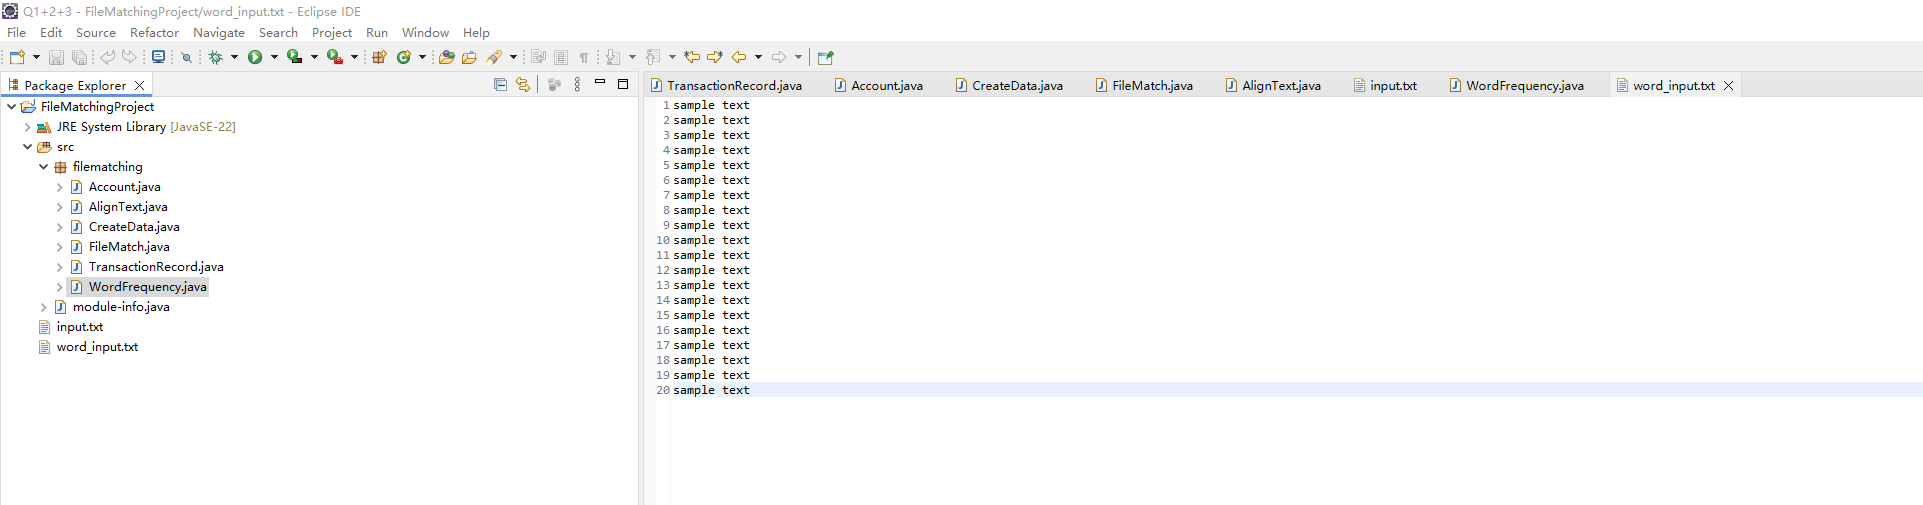 Q1+2+3 - FileMatchingProject/word_input.txt - Eclipse IDE
File Edit Source Refactor Navigate Search Project Run Window Help
Package Explorer
FileMatchingProject
JRE System Library [JavaSE-22]
src
filematching
Account.java
AlignText.java
CreateData.java
FileMatch.java
TransactionRecord.java
WordFrequency.java
module-info.java
input.txt
word_input.txt
TransactionRecord.java Account.java CreateData.java FileMatch.java AlignText.java input.txt WordFrequency.java word_input.txt
1 sample text
2 sample text
3 sample text
4 sample text
5 sample text
6 sample text
7 sample text
8 sample text
9 sample text
10 sample text
11 sample text
12 sample text
13 sample text
14 sample text
15 sample text
16 sample text
17 sample text
18 sample text
19 sample text
20 sample text